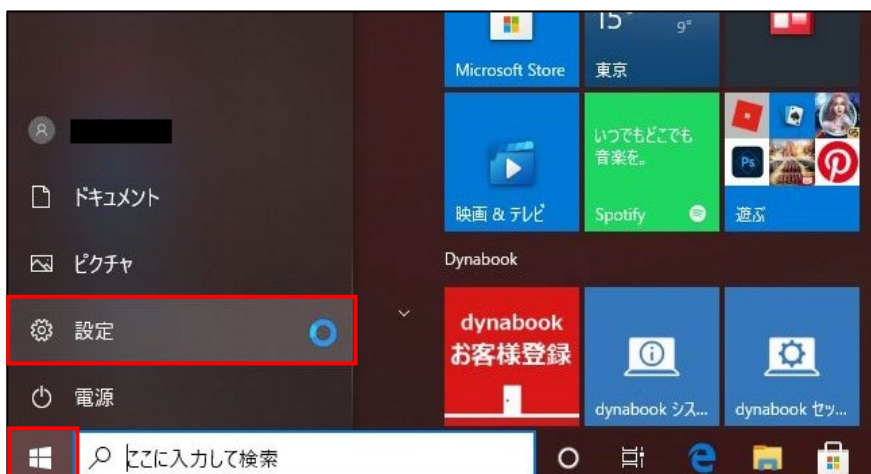 15°
9°
Microsoft Store
東京
いつでもどこでも
音楽を。
Ps
ドキュメント
映画 & テレビ
Spotify
遊ぶ
ピクチャ
Dynabook
設定
dynabook
お客様登録
電源
dynabook シス...
dynabook セッ...
ここに入力して検索